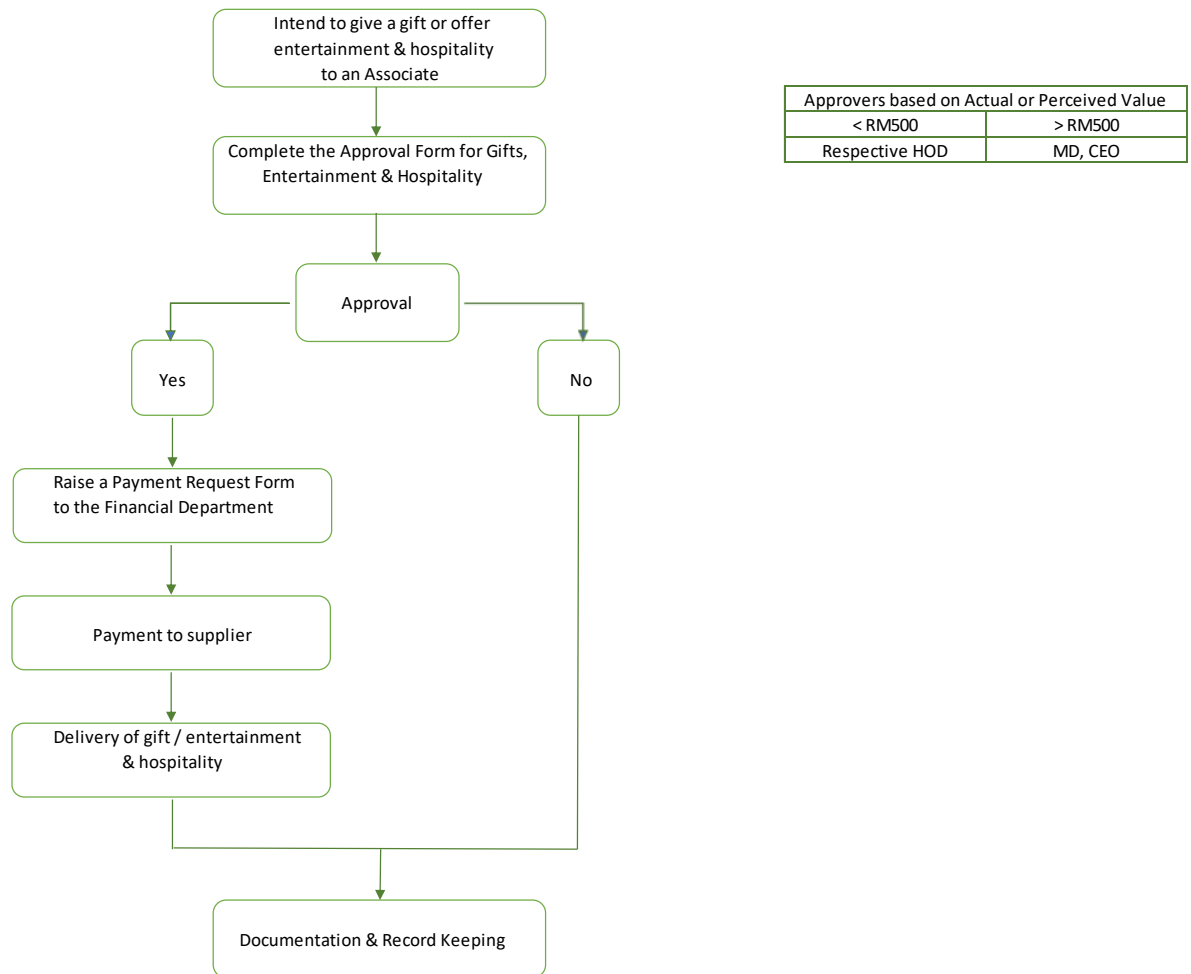 Intend to give a gift or offer
entertainment & hospitality
to an Associate
Approvers based on Actual or Perceived Value
< RM500
> RM500
Respective HOD
MD, CEO
Complete the Approval Form for Gifts,
Entertainment & Hospitality
Approval
Yes
No
Raise a Payment Request Form
to the Financial Department
Payment to supplier
Delivery of gift / entertainment
& hospitality
Documentation & Record Keeping